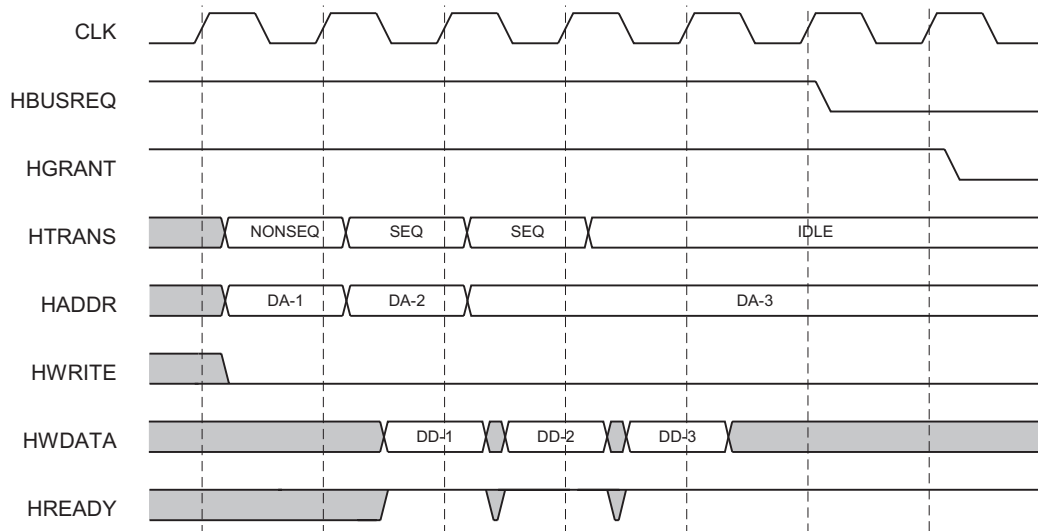 CLK
HBUSREQ
HGRANT
HTRANS NONSEQ SEQ SEQ IDLE
HADDR DA-1 DA-2 DA-3
HWRITE
HWDATA DD-1 DD-2 DD-3
HREADY